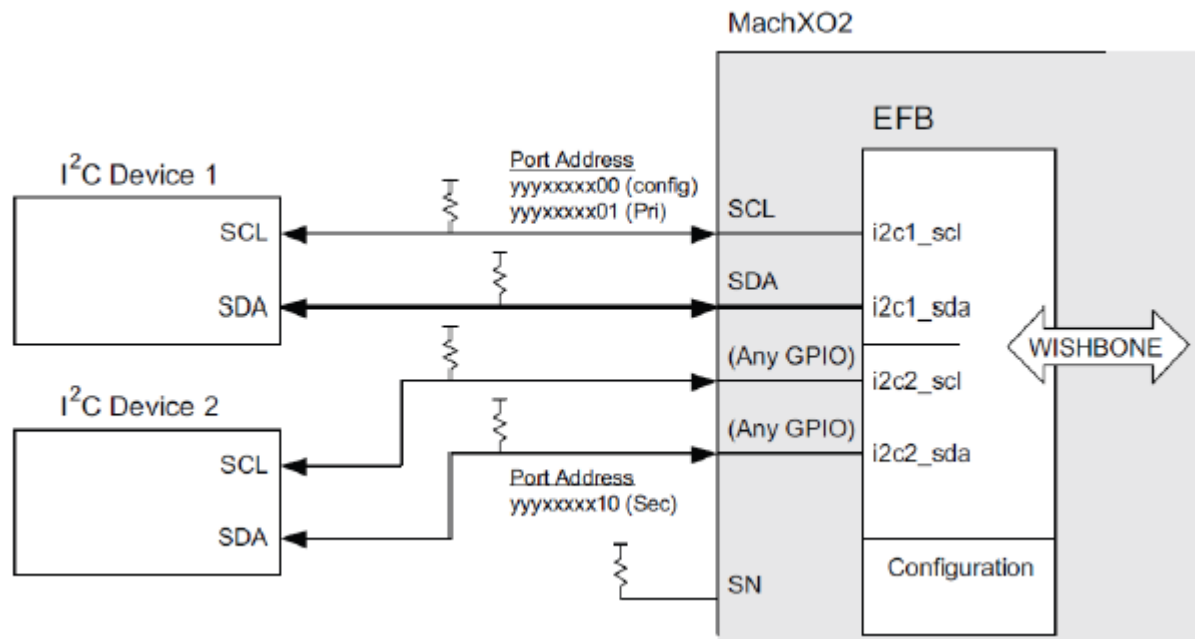 MachXO2
EFB
I²C Device 1
SCL
SDA
Port Address
yyyxxxxx00 (config)
yyyxxxxx01 (Pri)
SCL
SDA
i2c1_scl
i2c1_sda
WISHBONE
(Any GPIO)
(Any GPIO)
i2c2_scl
i2c2_sda
I²C Device 2
SCL
SDA
Port Address
yyyxxxxx10 (Sec)
SN
Configuration